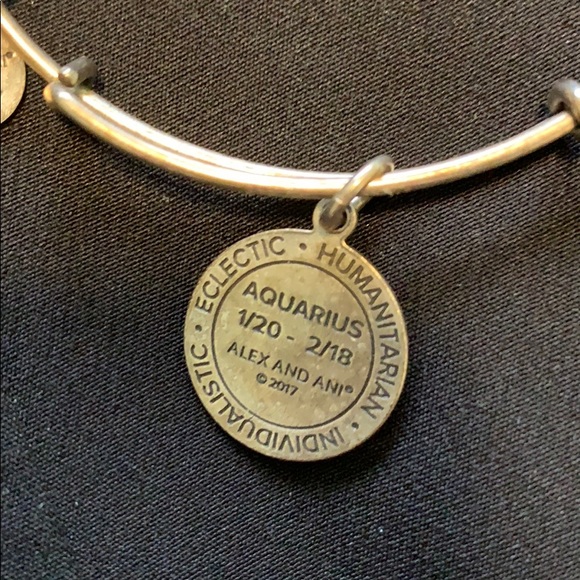 ECLECTIC • HUMANITARIAN • INDIVIDUALISTIC •
AQUARIUS
1/20 - 2/18
ALEX AND ANI®
©2017